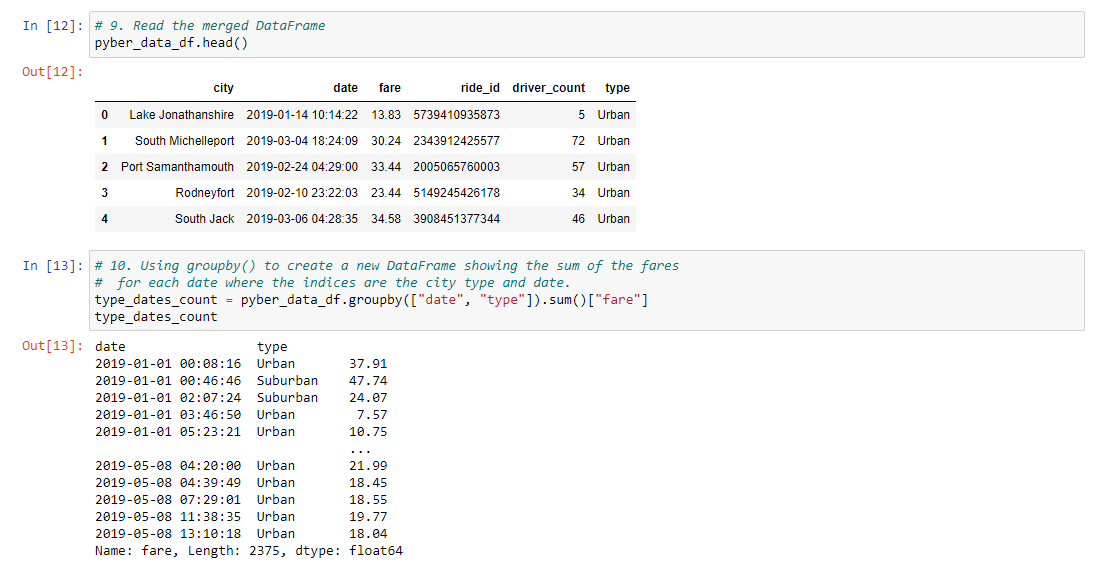 In [12]: # 9. Read the merged DataFrame
pyber_data_df.head()
Out[12]:
city date fare ride_id driver_count type
0 Lake Jonathanshire 2019-01-14 10:14:22 13.83 5739410935873 5 Urban
1 South Michelleport 2019-03-04 18:24:09 30.24 2343912425577 72 Urban
2 Port Samanthamouth 2019-02-24 04:29:00 33.44 2005065760003 57 Urban
3 Rodneyfort 2019-02-10 23:22:03 23.44 5149245426178 34 Urban
4 South Jack 2019-03-06 04:28:35 34.58 3908451377344 46 Urban
In [13]: # 10. Using groupby() to create a new DataFrame showing the sum of the fares
#  for each date where the indices are the city type and date.
type_dates_count = pyber_data_df.groupby(["date", "type"]).sum()["fare"]
type_dates_count
Out[13]: date type
2019-01-01 00:08:16 Urban 37.91
2019-01-01 00:46:46 Suburban 47.74
2019-01-01 02:07:24 Suburban 24.07
2019-01-01 03:46:50 Urban 7.57
2019-01-01 05:23:21 Urban 10.75
...
2019-05-08 04:20:00 Urban 21.99
2019-05-08 04:39:49 Urban 18.45
2019-05-08 07:29:01 Urban 18.55
2019-05-08 11:38:35 Urban 19.77
2019-05-08 13:10:18 Urban 18.04
Name: fare, Length: 2375, dtype: float64